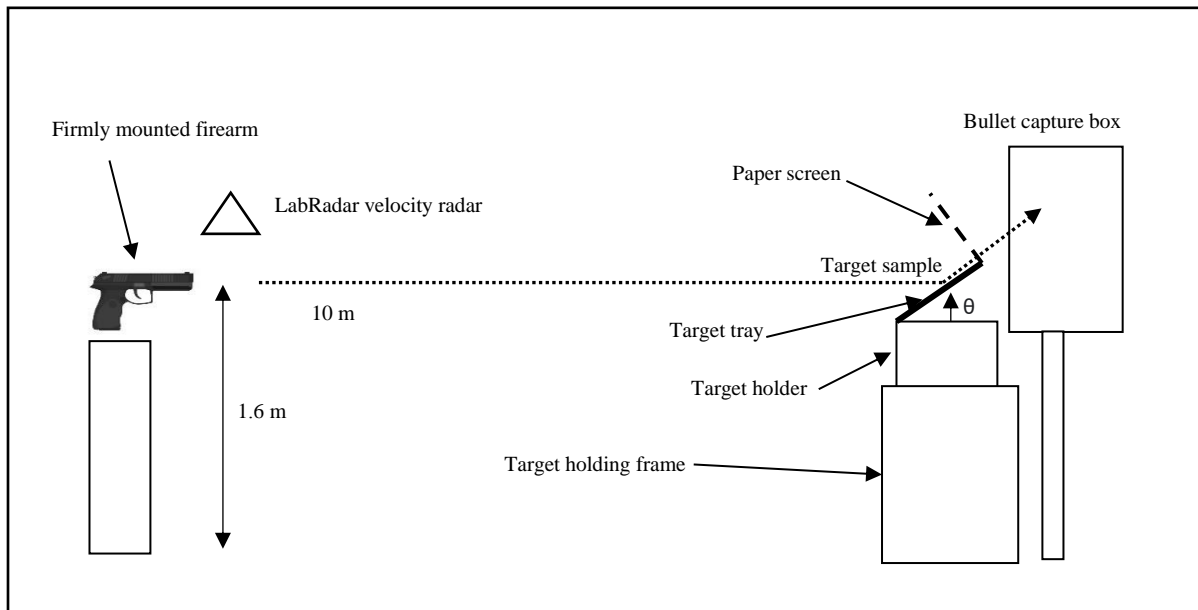 Bullet capture box
Firmly mounted firearm
Paper screen
LabRadar velocity radar
Target sample
10 m
θ
Target tray
Target holder
1.6 m
Target holding frame